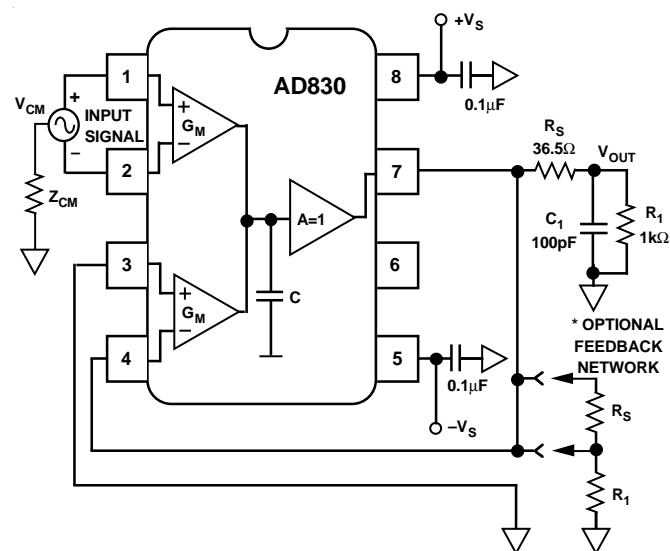 +VS
AD830
1
8
VCM
+
INPUT
SIGNAL
−
+
GM
−
0.1µF
RS
36.5Ω
VOUT
2
7
ZCM
A=1
C1
100pF
R1
1kΩ
3
6
+
GM
−
C
* OPTIONAL
FEEDBACK
NETWORK
4
5
0.1µF
−VS
RS
R1